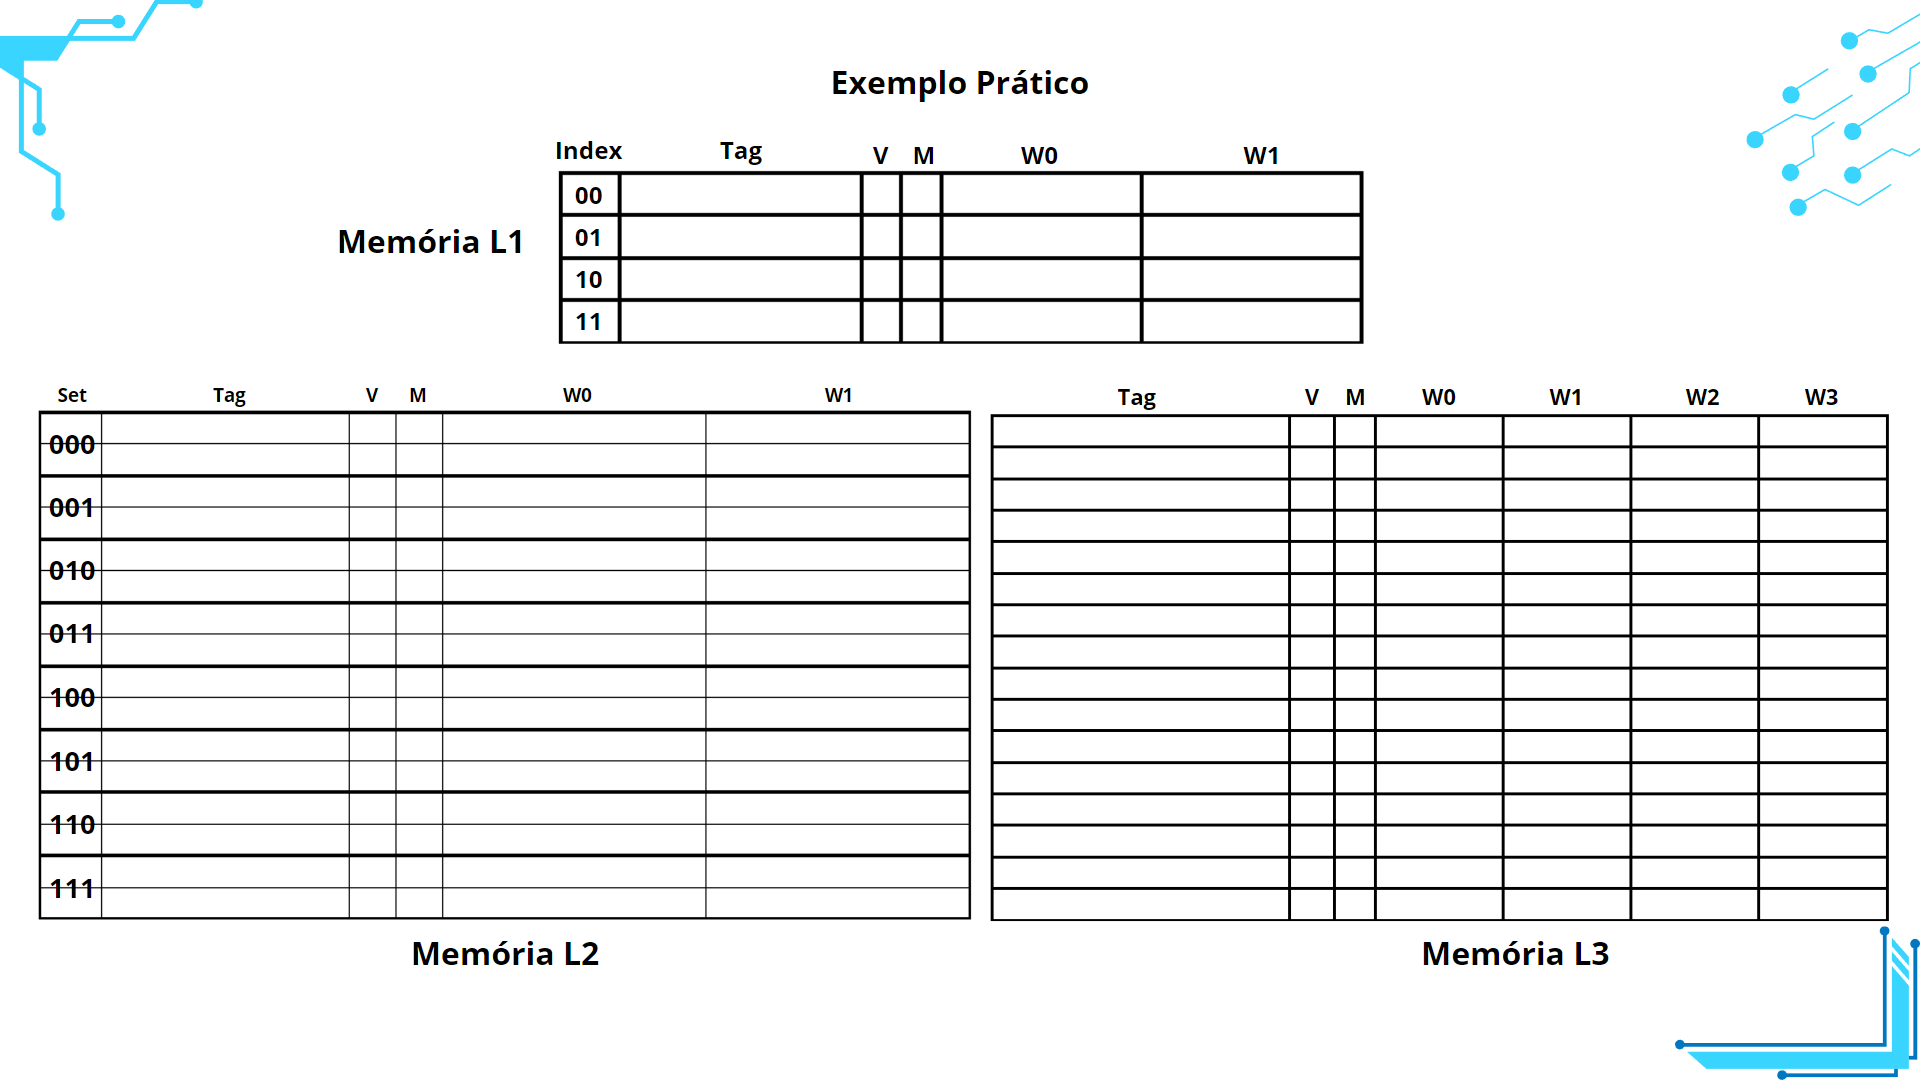 Exemplo Prático
Index Tag V M W0 W1
00
01
Memória L1
10
11
Set Tag V M W0 W1
000
001
010
011
100
101
110
111
Memória L2
Tag V M W0 W1 W2 W3
Memória L3